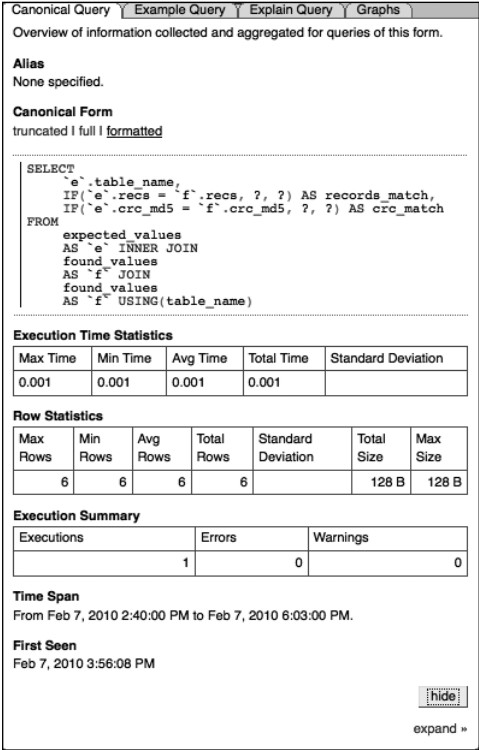 Canonical Query Example Query Explain Query Graphs
Overview of information collected and aggregated for queries of this form.
Alias
None specified.
Canonical Form
truncated | full | formatted
SELECT
`e`.table_name,
IF(`e`.recs = `f`.recs, ?, ?) AS records_match,
IF(`e`.crc_md5 = `f`.crc_md5, ?, ?) AS crc_match
FROM
expected_values
AS `e` INNER JOIN
found_values
AS `f` JOIN
found_values
AS `f` USING(table_name)
Execution Time Statistics
Max Time Min Time Avg Time Total Time Standard Deviation
0.001 0.001 0.001 0.001
Row Statistics
Max Min Avg Total Standard Total Max
Rows Rows Rows Rows Deviation Size Size
6 6 6 6 128 B 128 B
Execution Summary
Executions Errors Warnings
1 0 0
Time Span
From Feb 7, 2010 2:40:00 PM to Feb 7, 2010 6:03:00 PM.
First Seen
Feb 7, 2010 3:56:08 PM
hide
expand »